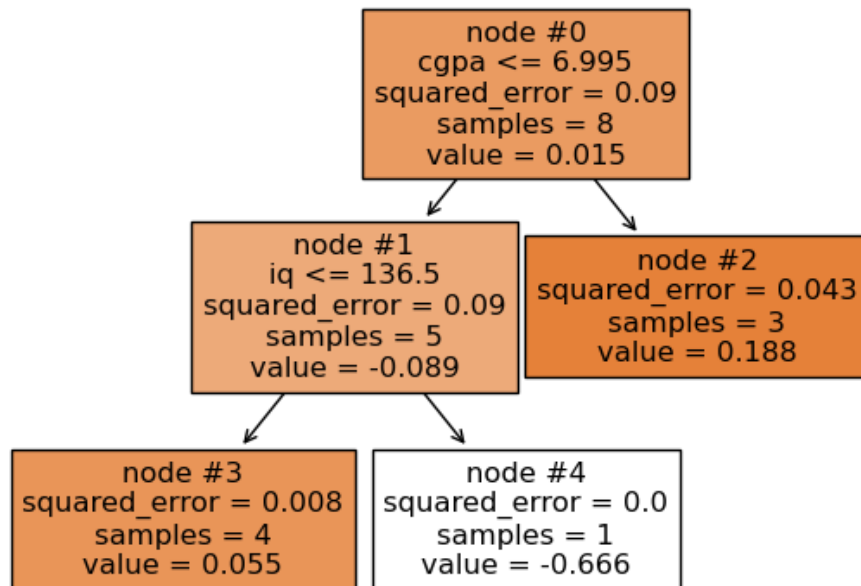 node #0
cgpa <= 6.995
squared_error = 0.09
samples = 8
value = 0.015
node #1
iq <= 136.5
squared_error = 0.09
samples = 5
value = -0.089
node #2
squared_error = 0.043
samples = 3
value = 0.188
node #3
squared_error = 0.008
samples = 4
value = 0.055
node #4
squared_error = 0.0
samples = 1
value = -0.666